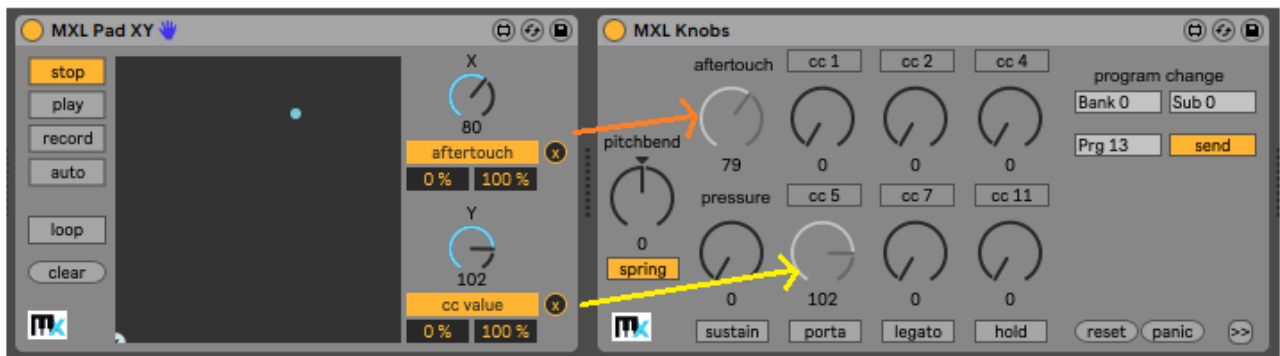 MXL Pad XY
stop
play
record
auto
loop
clear
mx
X
80
aftertouch x
0 % 100 %
Y
102
cc value x
0 % 100 %
MXL Knobs
pitchbend
0
spring
mx
aftertouch cc 1 cc 2 cc 4
79 0 0 0
pressure cc 5 cc 7 cc 11
0 102 0 0
sustain porta legato hold
program change
Bank 0 Sub 0
Prg 13 send
reset panic >>